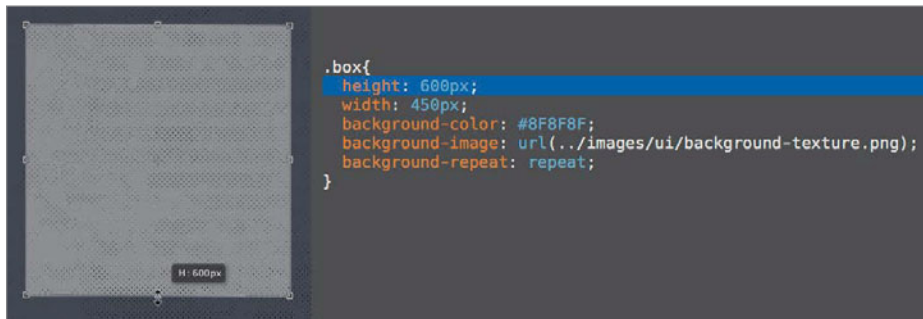 .box{
height: 600px;
width: 450px;
background-color: #8F8F8F;
background-image: url(../images/ui/background-texture.png);
background-repeat: repeat;
}
H: 600px